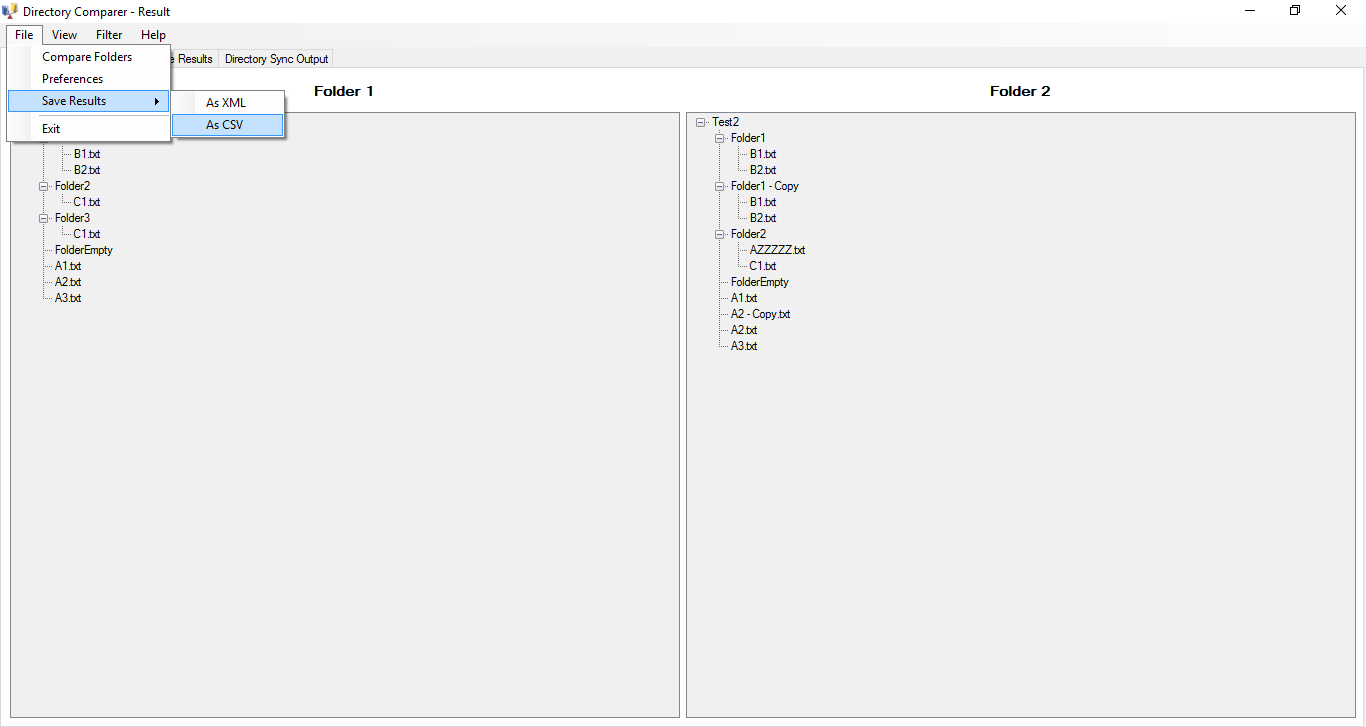 Directory Comparer - Result
File View Filter Help
Compare Folders
Preferences
Save Results
Exit
As XML
As CSV
Results
Directory Sync Output
Folder 1
B1.txt
B2.txt
Folder2
C1.txt
Folder3
C1.txt
FolderEmpty
A1.txt
A2.txt
A3.txt
Folder 2
Test2
Folder1
B1.txt
B2.txt
Folder1 - Copy
B1.txt
B2.txt
Folder2
AZZZZZ.txt
C1.txt
FolderEmpty
A1.txt
A2 - Copy.txt
A2.txt
A3.txt